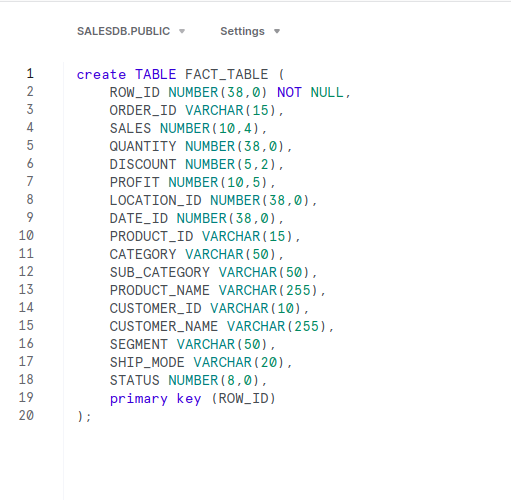 SALESDB.PUBLIC Settings
1 create TABLE FACT_TABLE (
2 ROW_ID NUMBER(38,0) NOT NULL,
3 ORDER_ID VARCHAR(15),
4 SALES NUMBER(10,4),
5 QUANTITY NUMBER(38,0),
6 DISCOUNT NUMBER(5,2),
7 PROFIT NUMBER(10,5),
8 LOCATION_ID NUMBER(38,0),
9 DATE_ID NUMBER(38,0),
10 PRODUCT_ID VARCHAR(15),
11 CATEGORY VARCHAR(50),
12 SUB_CATEGORY VARCHAR(50),
13 PRODUCT_NAME VARCHAR(255),
14 CUSTOMER_ID VARCHAR(10),
15 CUSTOMER_NAME VARCHAR(255),
16 SEGMENT VARCHAR(50),
17 SHIP_MODE VARCHAR(20),
18 STATUS NUMBER(8,0),
19 primary key (ROW_ID)
20 );